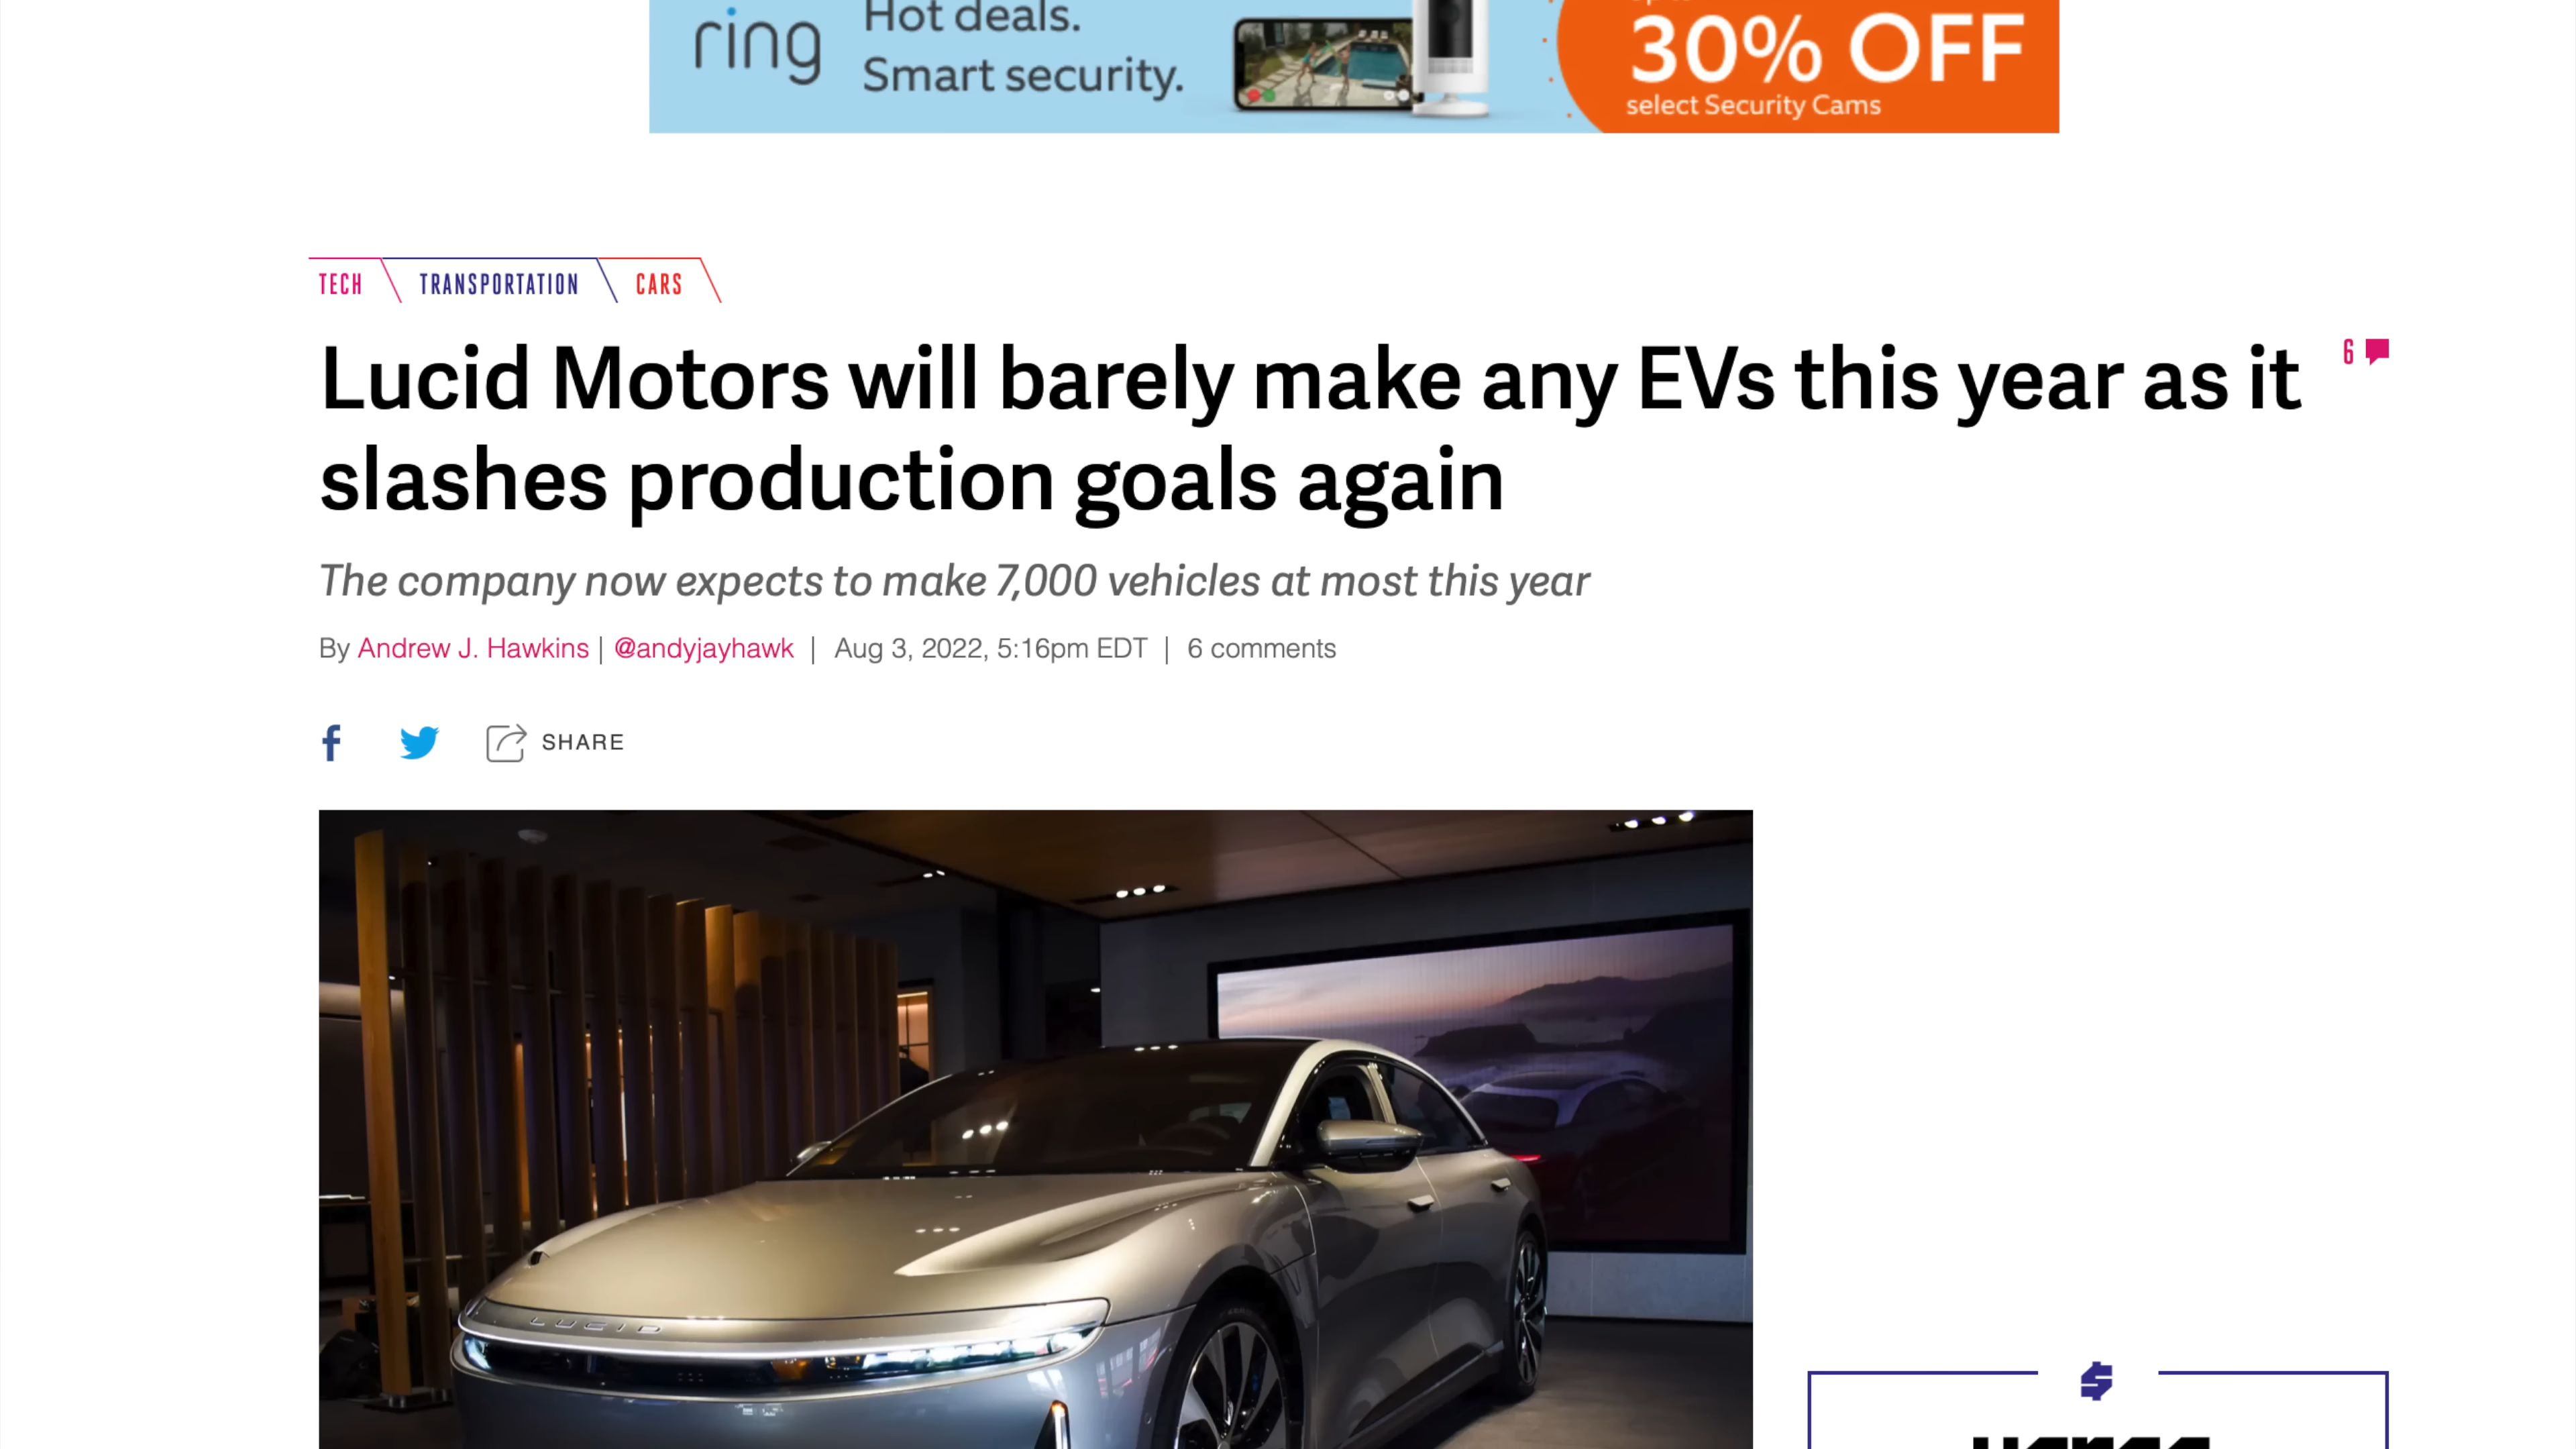 ring
Hot deals.
Smart security.
30% OFF
select Security Cams
TECH
TRANSPORTATION
CARS
Lucid Motors will barely make any EVs this year as it
slashes production goals again
6
The company now expects to make 7,000 vehicles at most this year
By Andrew J. Hawkins | @andyjayhawk | Aug 3, 2022, 5:16pm EDT | 6 comments
SHARE
LUCID